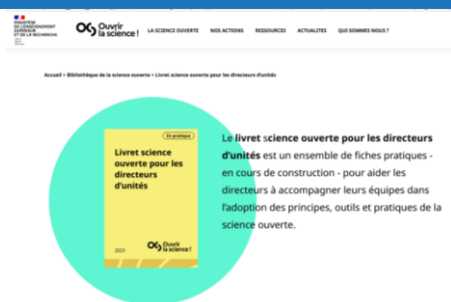 MINISTÈRE
DE L'ENSEIGNEMENT
SUPÉRIEUR
ET DE LA RECHERCHE
Ouvrir
la science !
LA SCIENCE OUVERTE NOS ACTIONS RESSOURCES ACTUALITES QUI SOMMES NOUS ?
Accueil > Bibliothèque de la science ouverte > Livret science ouverte pour les directeurs d'unités
En pratique
Livret science
ouverte pour les
directeurs
d'unités
2023
Ouvrir
la science !
Le livret science ouverte pour les directeurs
d'unités est un ensemble de fiches pratiques -
en cours de construction - pour aider les
directeurs à accompagner leurs équipes dans
l'adoption des principes, outils et pratiques de la
science ouverte.